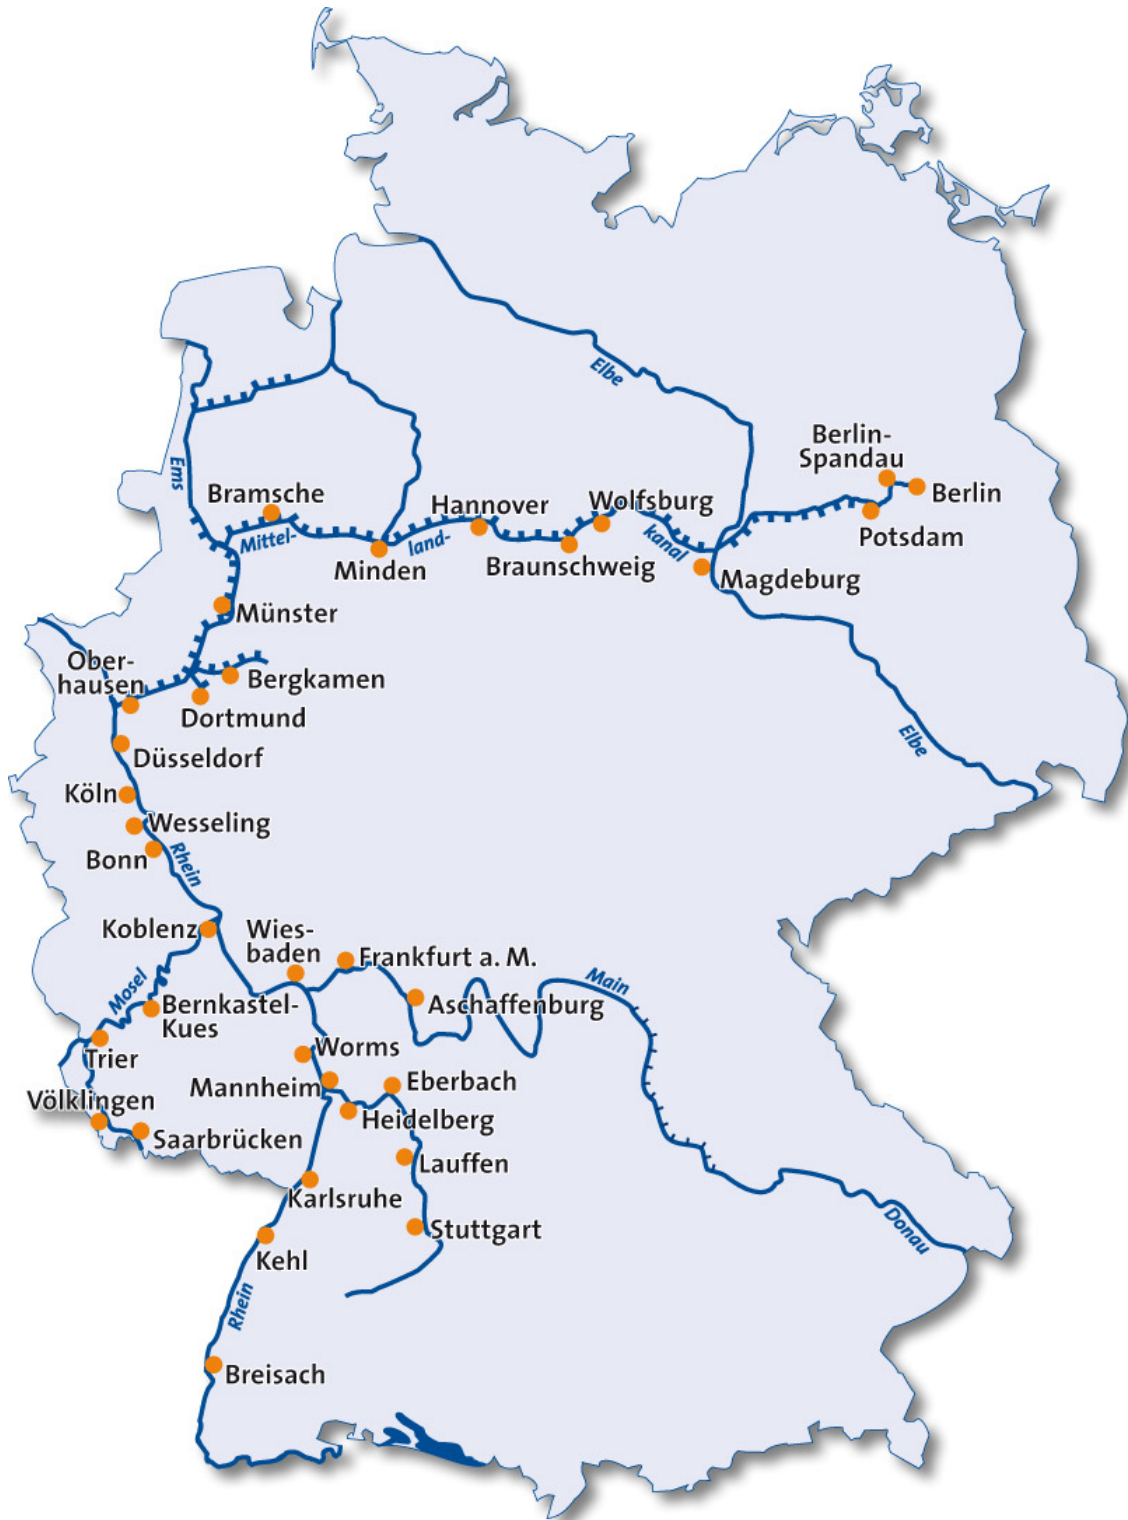 Elbe
Berlin-
Spandau
Berlin
Potsdam
Ems
Bramsche
Mittel-
Hannover
land-
Wolfsburg
kanal
Minden
Braunschweig
Magdeburg
Münster
Ober-
hausen
Bergkamen
Dortmund
Elbe
Düsseldorf
Köln
Wesseling
Bonn
Rhein
Koblenz
Wies-
baden
Frankfurt a. M.
Main
Mosel
Bernkastel-
Kues
Aschaffenburg
Trier
Worms
Mannheim
Eberbach
Völklingen
Heidelberg
Saarbrücken
Lauffen
Karlsruhe
Stuttgart
Donau
Kehl
Rhein
Breisach